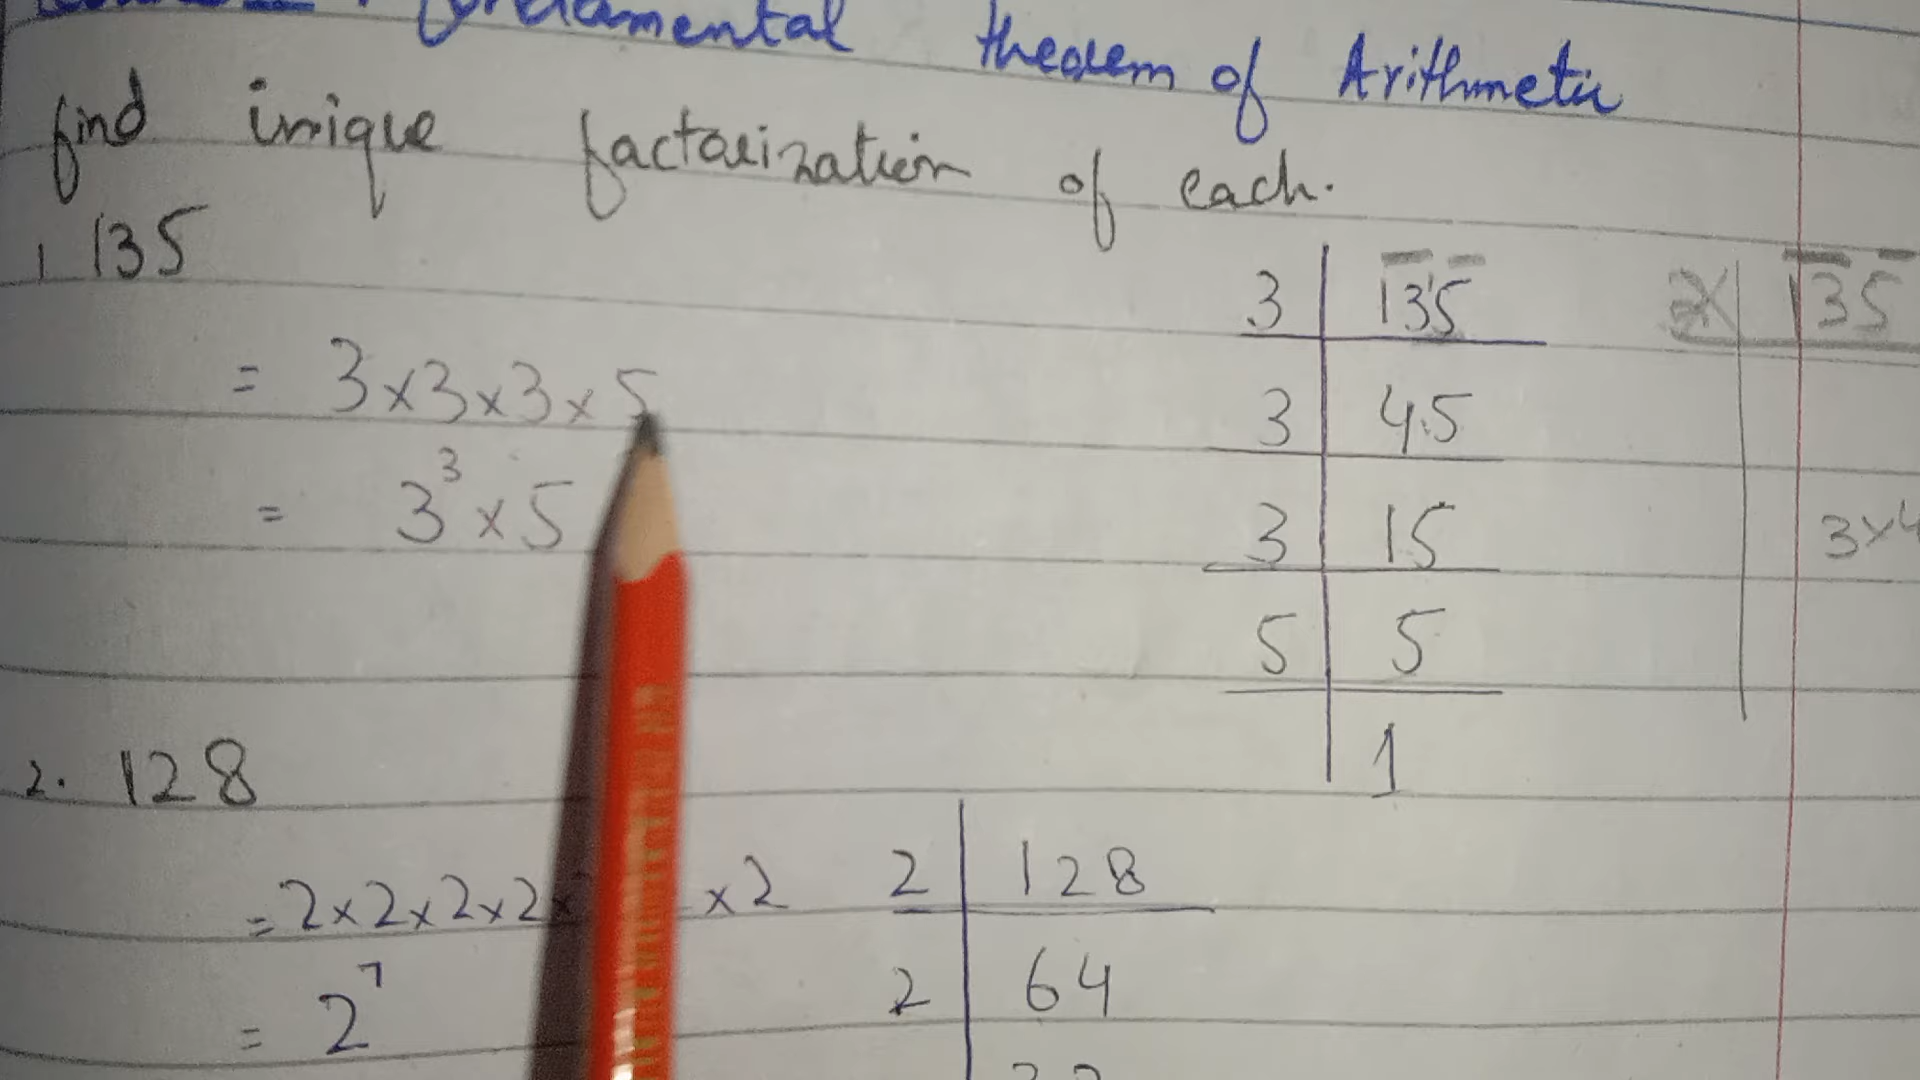 fundamental theorem of Arithmetic
find unique factorization of each.
1 135
= 3×3×3×5
= 3³×5
3 | 135
3 | 45
3 | 15
5 | 5
1
135
3×4
2. 128
= 2×2×2×2× ×2
= 2⁷
2 | 128
2 | 64